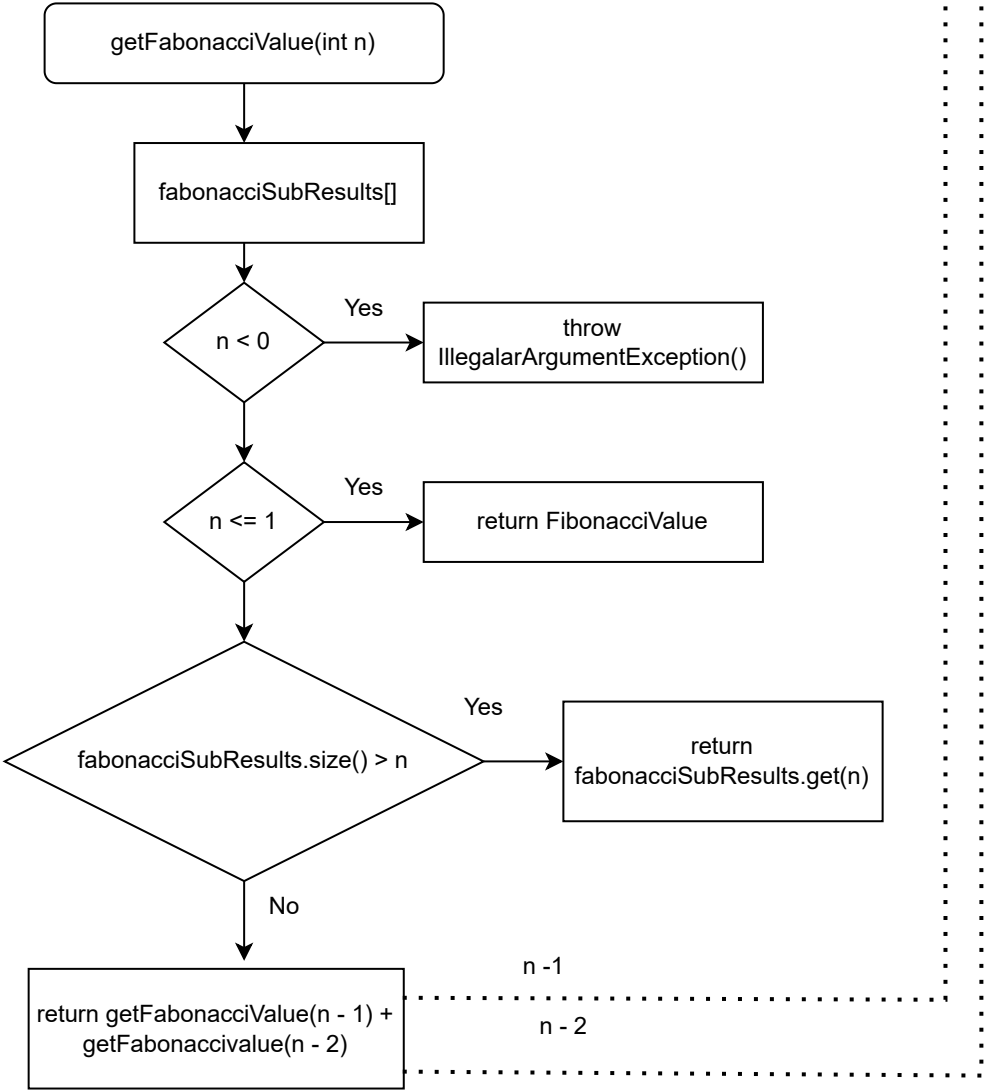 getFabonacciValue(int n)
fabonacciSubResults[]
n < 0
Yes
throw
IllegalarArgumentException()
n <= 1
Yes
return FibonacciValue
fabonacciSubResults.size() > n
Yes
return
fabonacciSubResults.get(n)
No
return getFabonacciValue(n - 1) +
getFabonaccivalue(n - 2)
n -1
n - 2